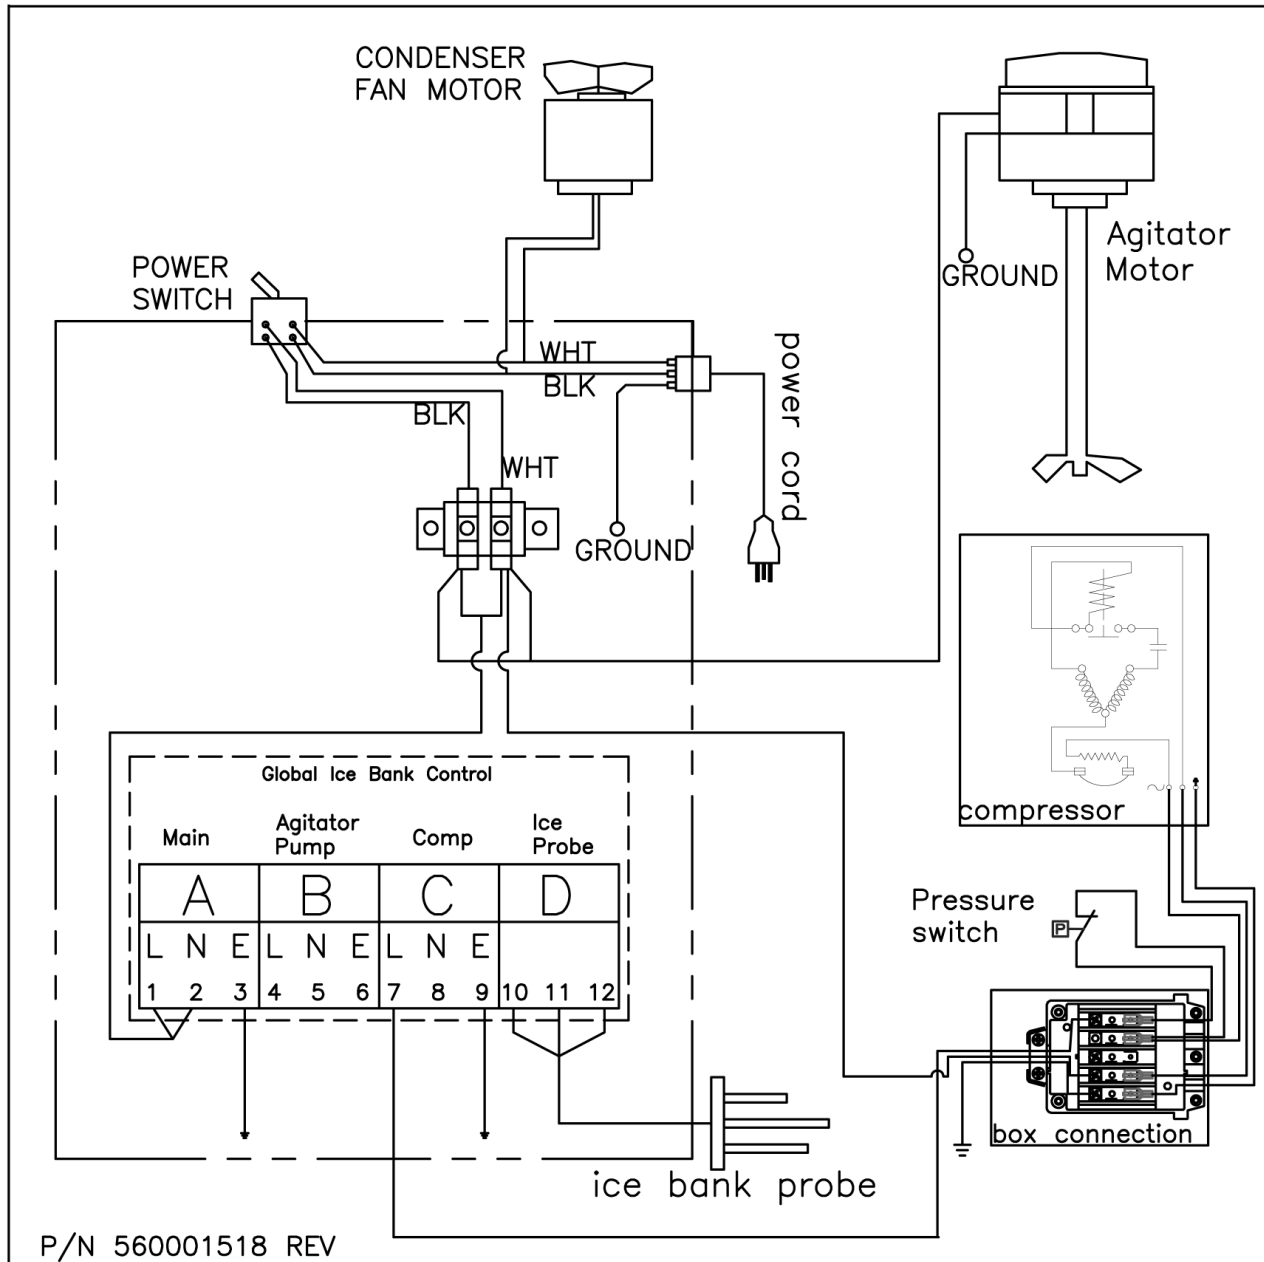 CONDENSER
FAN MOTOR
POWER
SWITCH
Agitator
Motor
GROUND
WHT
BLK
power cord
BLK
WHT
GROUND
compressor
Global Ice Bank Control
Main
Agitator
Pump
Comp
Ice
Probe
A B C D
L N E L N E L N E
1 2 3 4 5 6 7 8 9 10 11 12
Pressure
switch
P
box connection
ice bank probe
P/N 560001518 REV